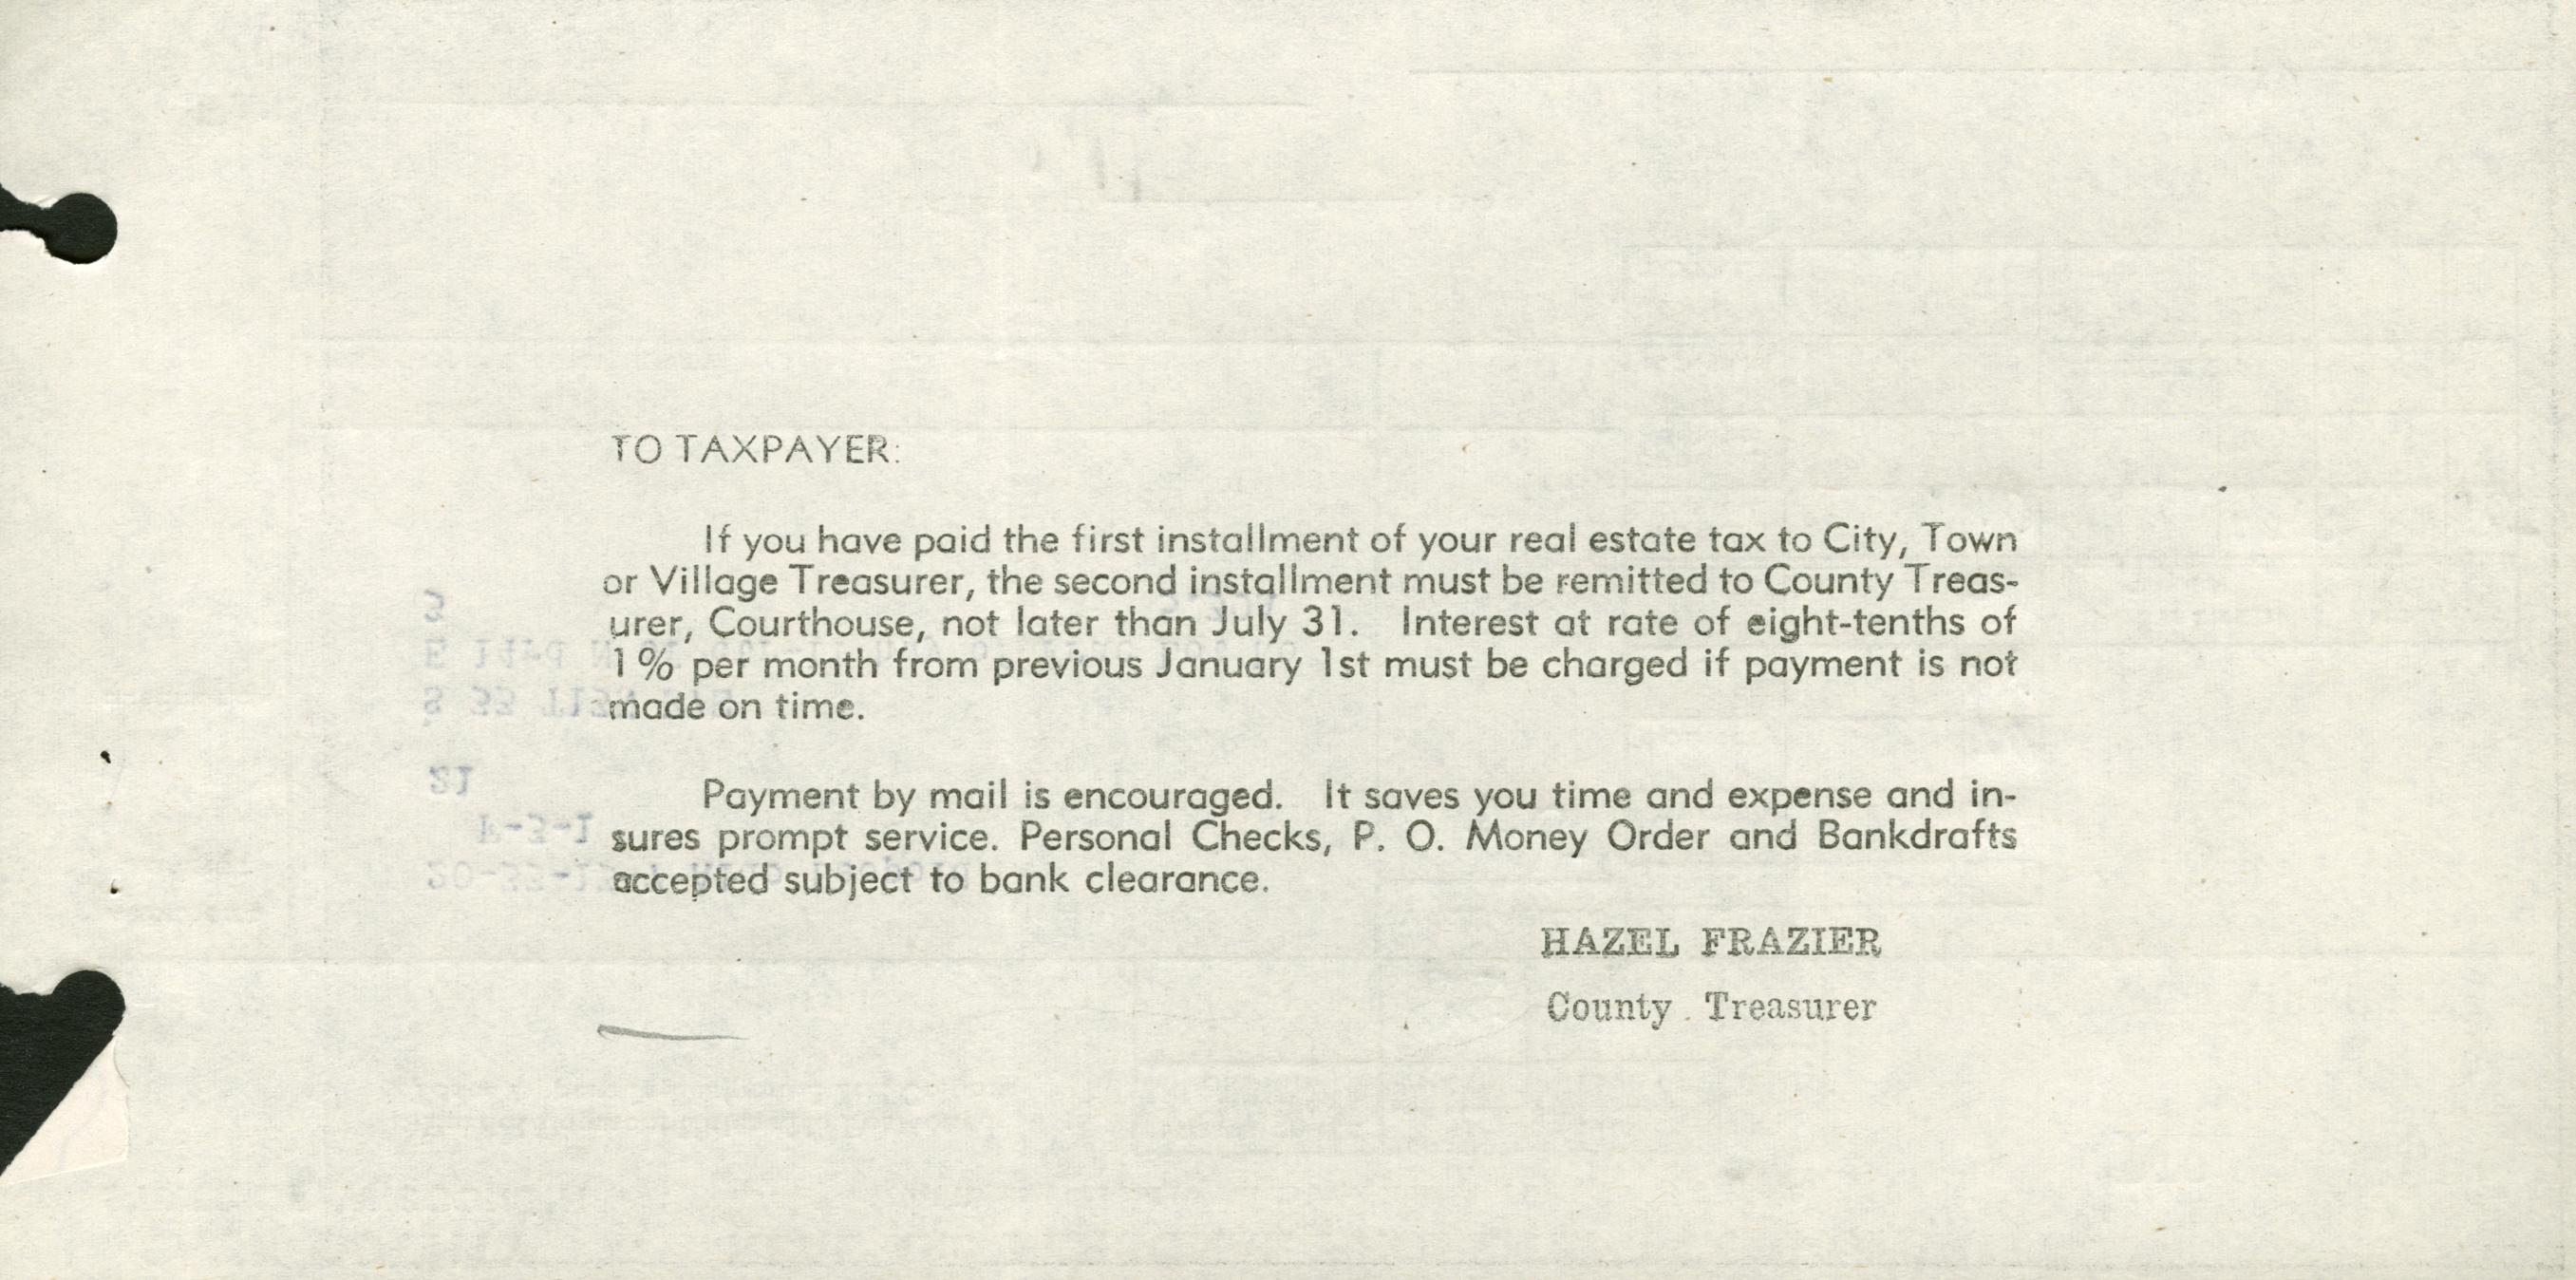 TO TAXPAYER:
If you have paid the first installment of your real estate tax to City, Town
or Village Treasurer, the second installment must be remitted to County Treas-
urer, Courthouse, not later than July 31. Interest at rate of eight-tenths of
1% per month from previous January 1st must be charged if payment is not
made on time.
Payment by mail is encouraged. It saves you time and expense and in-
sures prompt service. Personal Checks, P. O. Money Order and Bankdrafts
accepted subject to bank clearance.
HAZEL FRAZIER
County Treasurer